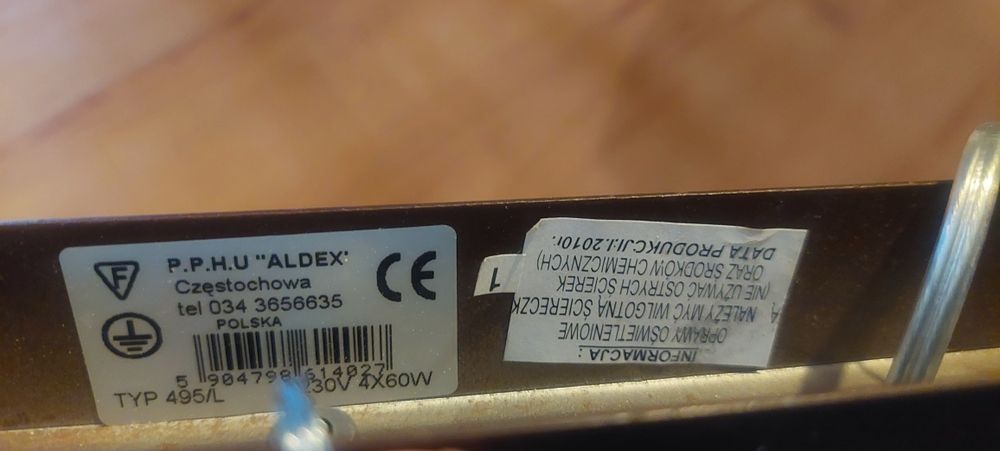 F
P.P.H.U "ALDEX"
CE
Częstochowa
tel 034 3656635
POLSKA
5 904798 614027
TYP 495/L 230V 4X60W
1
INFORMACJA:
OPRAWY OŚWIETLENIOWE
NALEŻY MYĆ WILGOTNĄ ŚCIERECZK
Ą
(NIE UŻYWAĆ OSTRYCH ŚCIEREK
ORAZ ŚRODKÓW CHEMICZNYCH)
DATA PRODUKCJI:I.2010r.